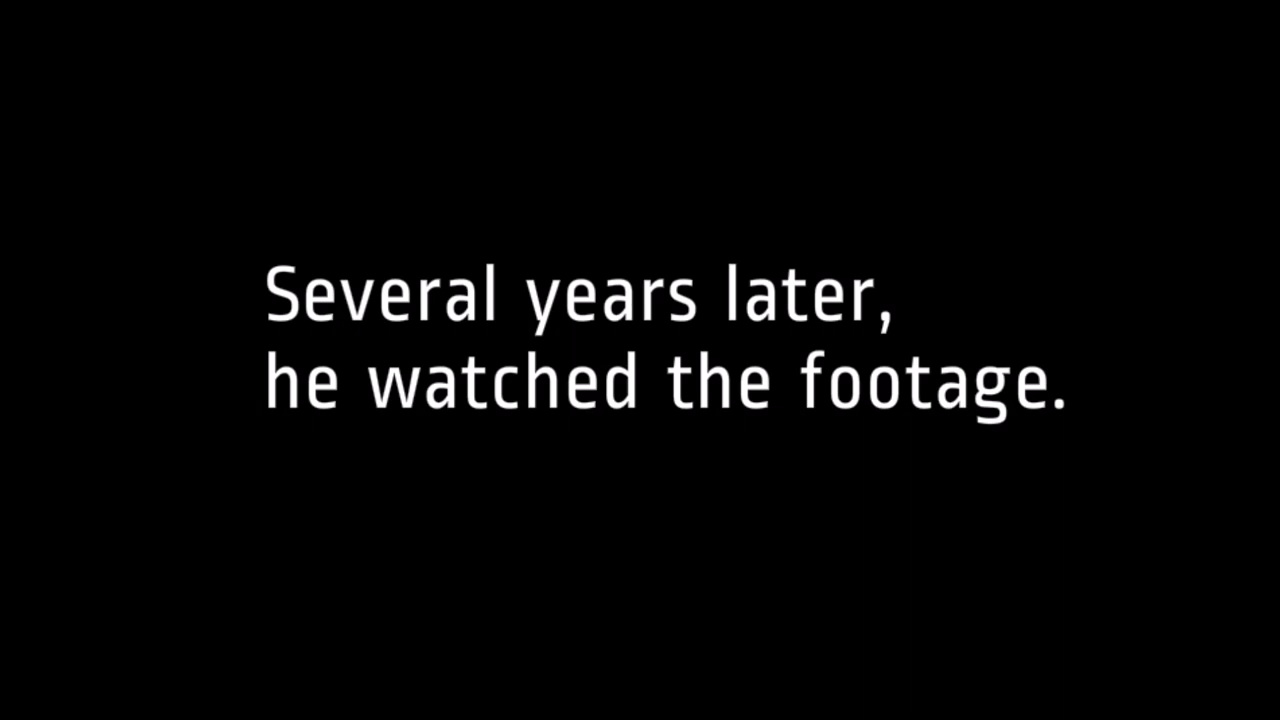 Several years later,
he watched the footage.